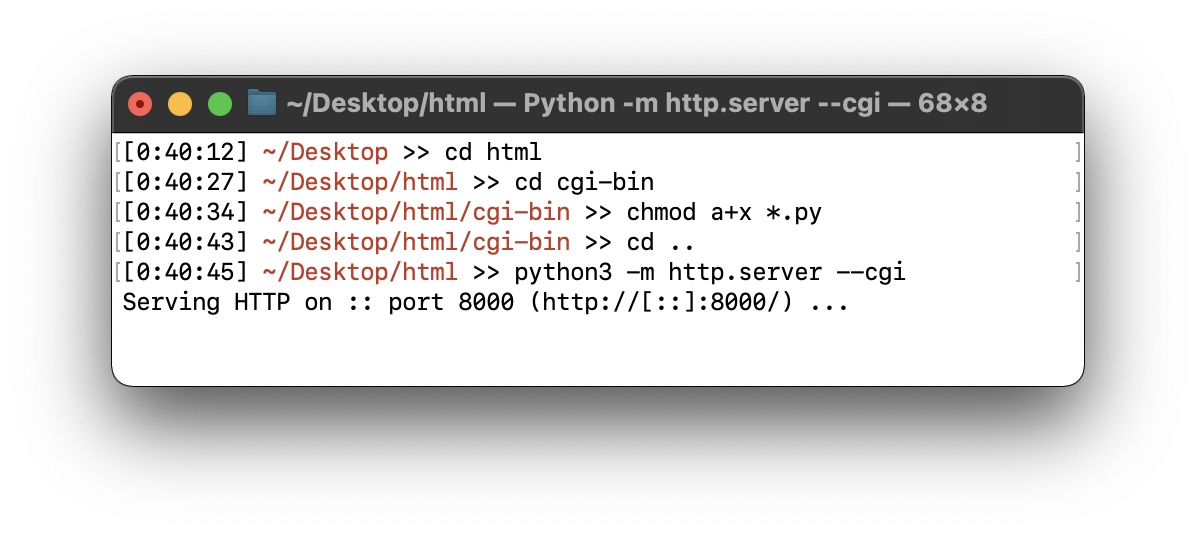 ~/Desktop/html — Python -m http.server --cgi — 68×8
[[0:40:12] ~/Desktop >> cd html ]
[[0:40:27] ~/Desktop/html >> cd cgi-bin ]
[[0:40:34] ~/Desktop/html/cgi-bin >> chmod a+x *.py ]
[[0:40:43] ~/Desktop/html/cgi-bin >> cd .. ]
[[0:40:45] ~/Desktop/html >> python3 -m http.server --cgi ]
Serving HTTP on :: port 8000 (http://[::]:8000/) ...